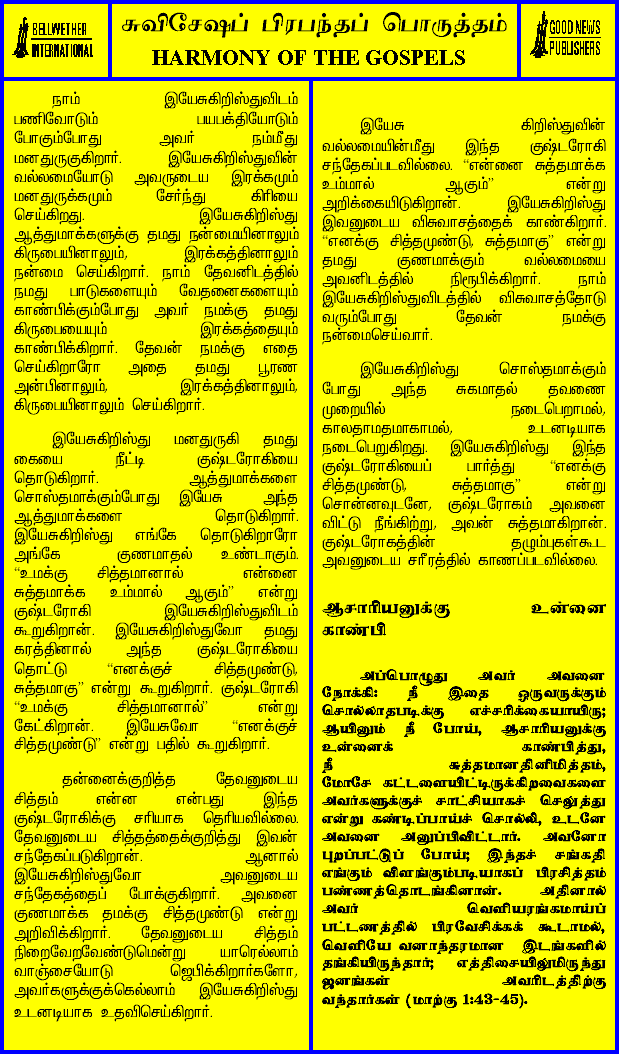 BELLWETHER
INTERNATIONAL
சுவிசேஷப் பிரபந்தப் பொருத்தம்
HARMONY OF THE GOSPELS
GOOD NEWS
PUBLISHERS
நாம் இயேசுகிறிஸ்துவிடம்
பணிவோடும் பயபக்தியோடும்
போகும்போது அவர் நம்மீது
மனதுருகுகிறார். இயேசுகிறிஸ்துவின்
வல்லமையோடு அவருடைய இரக்கமும்
மனதுருக்கமும் சேர்ந்து கிரியை
செய்கிறது. இயேசுகிறிஸ்து
ஆத்துமாக்களுக்கு தமது நன்மையினாலும்
கிருபையினாலும், இரக்கத்தினாலும்
நன்மை செய்கிறார். நாம் தேவனிடத்தில்
நமது பாடுகளையும் வேதனைகளையும்
காண்பிக்கும்போது அவர் நமக்கு தமது
கிருபையையும் இரக்கத்தையும்
காண்பிக்கிறார். தேவன் நமக்கு எதை
செய்கிறாரோ அதை தமது பூரண
அன்பினாலும், இரக்கத்தினாலும்,
கிருபையினாலும் செய்கிறார்.
இயேசுகிறிஸ்து மனதுருகி தமது
கையை நீட்டி குஷ்டரோகியை
தொடுகிறார். ஆத்துமாக்களை
சொஸ்தமாக்கும்போது இயேசு அந்த
ஆத்துமாக்களை தொடுகிறார்.
இயேசுகிறிஸ்து எங்கே தொடுகிறாரோ
அங்கே குணமாதல் உண்டாகும்.
“உமக்கு சித்தமானால் என்னை
சுத்தமாக்க உம்மால் ஆகும்” என்று
குஷ்டரோகி இயேசுகிறிஸ்துவிடம்
கூறுகிறான். இயேசுகிறிஸ்துவோ தமது
கரத்தினால் அந்த குஷ்டரோகியை
தொட்டு “எனக்குச் சித்தமுண்டு,
சுத்தமாகு” என்று கூறுகிறார். குஷ்டரோகி
“உமக்கு சித்தமானால்” என்று
கேட்கிறான். இயேசுவோ “எனக்குச்
சித்தமுண்டு” என்று பதில் கூறுகிறார்.
தன்னைக்குறித்த தேவனுடைய
சித்தம் என்ன என்பது இந்த
குஷ்டரோகிக்கு சரியாக தெரியவில்லை.
தேவனுடைய சித்தத்தைக்குறித்து இவன்
சந்தேகப்படுகிறான். ஆனால்
இயேசுகிறிஸ்துவோ அவனுடைய
சந்தேகத்தைப் போக்குகிறார். அவனை
குணமாக்க தமக்கு சித்தமுண்டு என்று
அறிவிக்கிறார். தேவனுடைய சித்தம்
நிறைவேறவேண்டுமென்று யாரெல்லாம்
வாஞ்சையோடு ஜெபிக்கிறார்களோ,
அவர்களுக்குக்கெல்லாம் இயேசுகிறிஸ்து
உடனடியாக உதவிசெய்கிறார்.
இயேசு கிறிஸ்துவின்
வல்லமையின்மீது இந்த குஷ்டரோகி
சந்தேகப்படவில்லை. “என்னை சுத்தமாக்க
உம்மால் ஆகும்” என்று
அறிக்கையிடுகிறான். இயேசுகிறிஸ்து
இவனுடைய விசுவாசத்தைக் காண்கிறார்.
“எனக்கு சித்தமுண்டு, சுத்தமாகு” என்று
தமது குணமாக்கும் வல்லமையை
அவனிடத்தில் நிரூபிக்கிறார். நாம்
இயேசுகிறிஸ்துவிடத்தில் விசுவாசத்தோடு
வரும்போது தேவன் நமக்கு
நன்மைசெய்வார்.
இயேசுகிறிஸ்து சொஸ்தமாக்கும்
போது அந்த சுகமாதல் தவணை
முறையில் நடைபெறாமல்,
காலதாமதமாகாமல், உடனடியாக
நடைபெறுகிறது. இயேசுகிறிஸ்து இந்த
குஷ்டரோகியைப் பார்த்து “எனக்கு
சித்தமுண்டு, சுத்தமாகு” என்று
சொன்னவுடனே, குஷ்டரோகம் அவனை
விட்டு நீங்கிற்று, அவன் சுத்தமாகிறான்.
குஷ்டரோகத்தின் தழும்புகள்கூட
அவனுடைய சரீரத்தில் காணப்படவில்லை.
ஆசாரியனுக்கு உன்னை
காண்பி
அப்பொழுது அவர் அவனை
நோக்கி: நீ இதை ஒருவருக்கும்
சொல்லாதபடிக்கு எச்சரிக்கையாயிரு;
ஆயினும் நீ போய், ஆசாரியனுக்கு
உன்னைக் காண்பித்து,
நீ சுத்தமானதினிமித்தம்,
மோசே கட்டளையிட்டிருக்கிறவைகளை
அவர்களுக்குச் சாட்சியாகச் செலுத்து
என்று கண்டிப்பாய்ச் சொல்லி, உடனே
அவனை அனுப்பிவிட்டார். அவனோ
புறப்பட்டுப் போய்; இந்தச் சங்கதி
எங்கும் விளங்கும்படியாகப் பிரசித்தம்
பண்ணத்தொடங்கினான். அதினால்
அவர் வெளியரங்கமாய்ப்
பட்டணத்தில் பிரவேசிக்கக் கூடாமல்,
வெளியே வனாந்தரமான இடங்களில்
தங்கியிருந்தார்; எத்திசையிலுமிருந்து
ஜனங்கள் அவரிடத்திற்கு
வந்தார்கள் (மாற்கு 1:43-45).